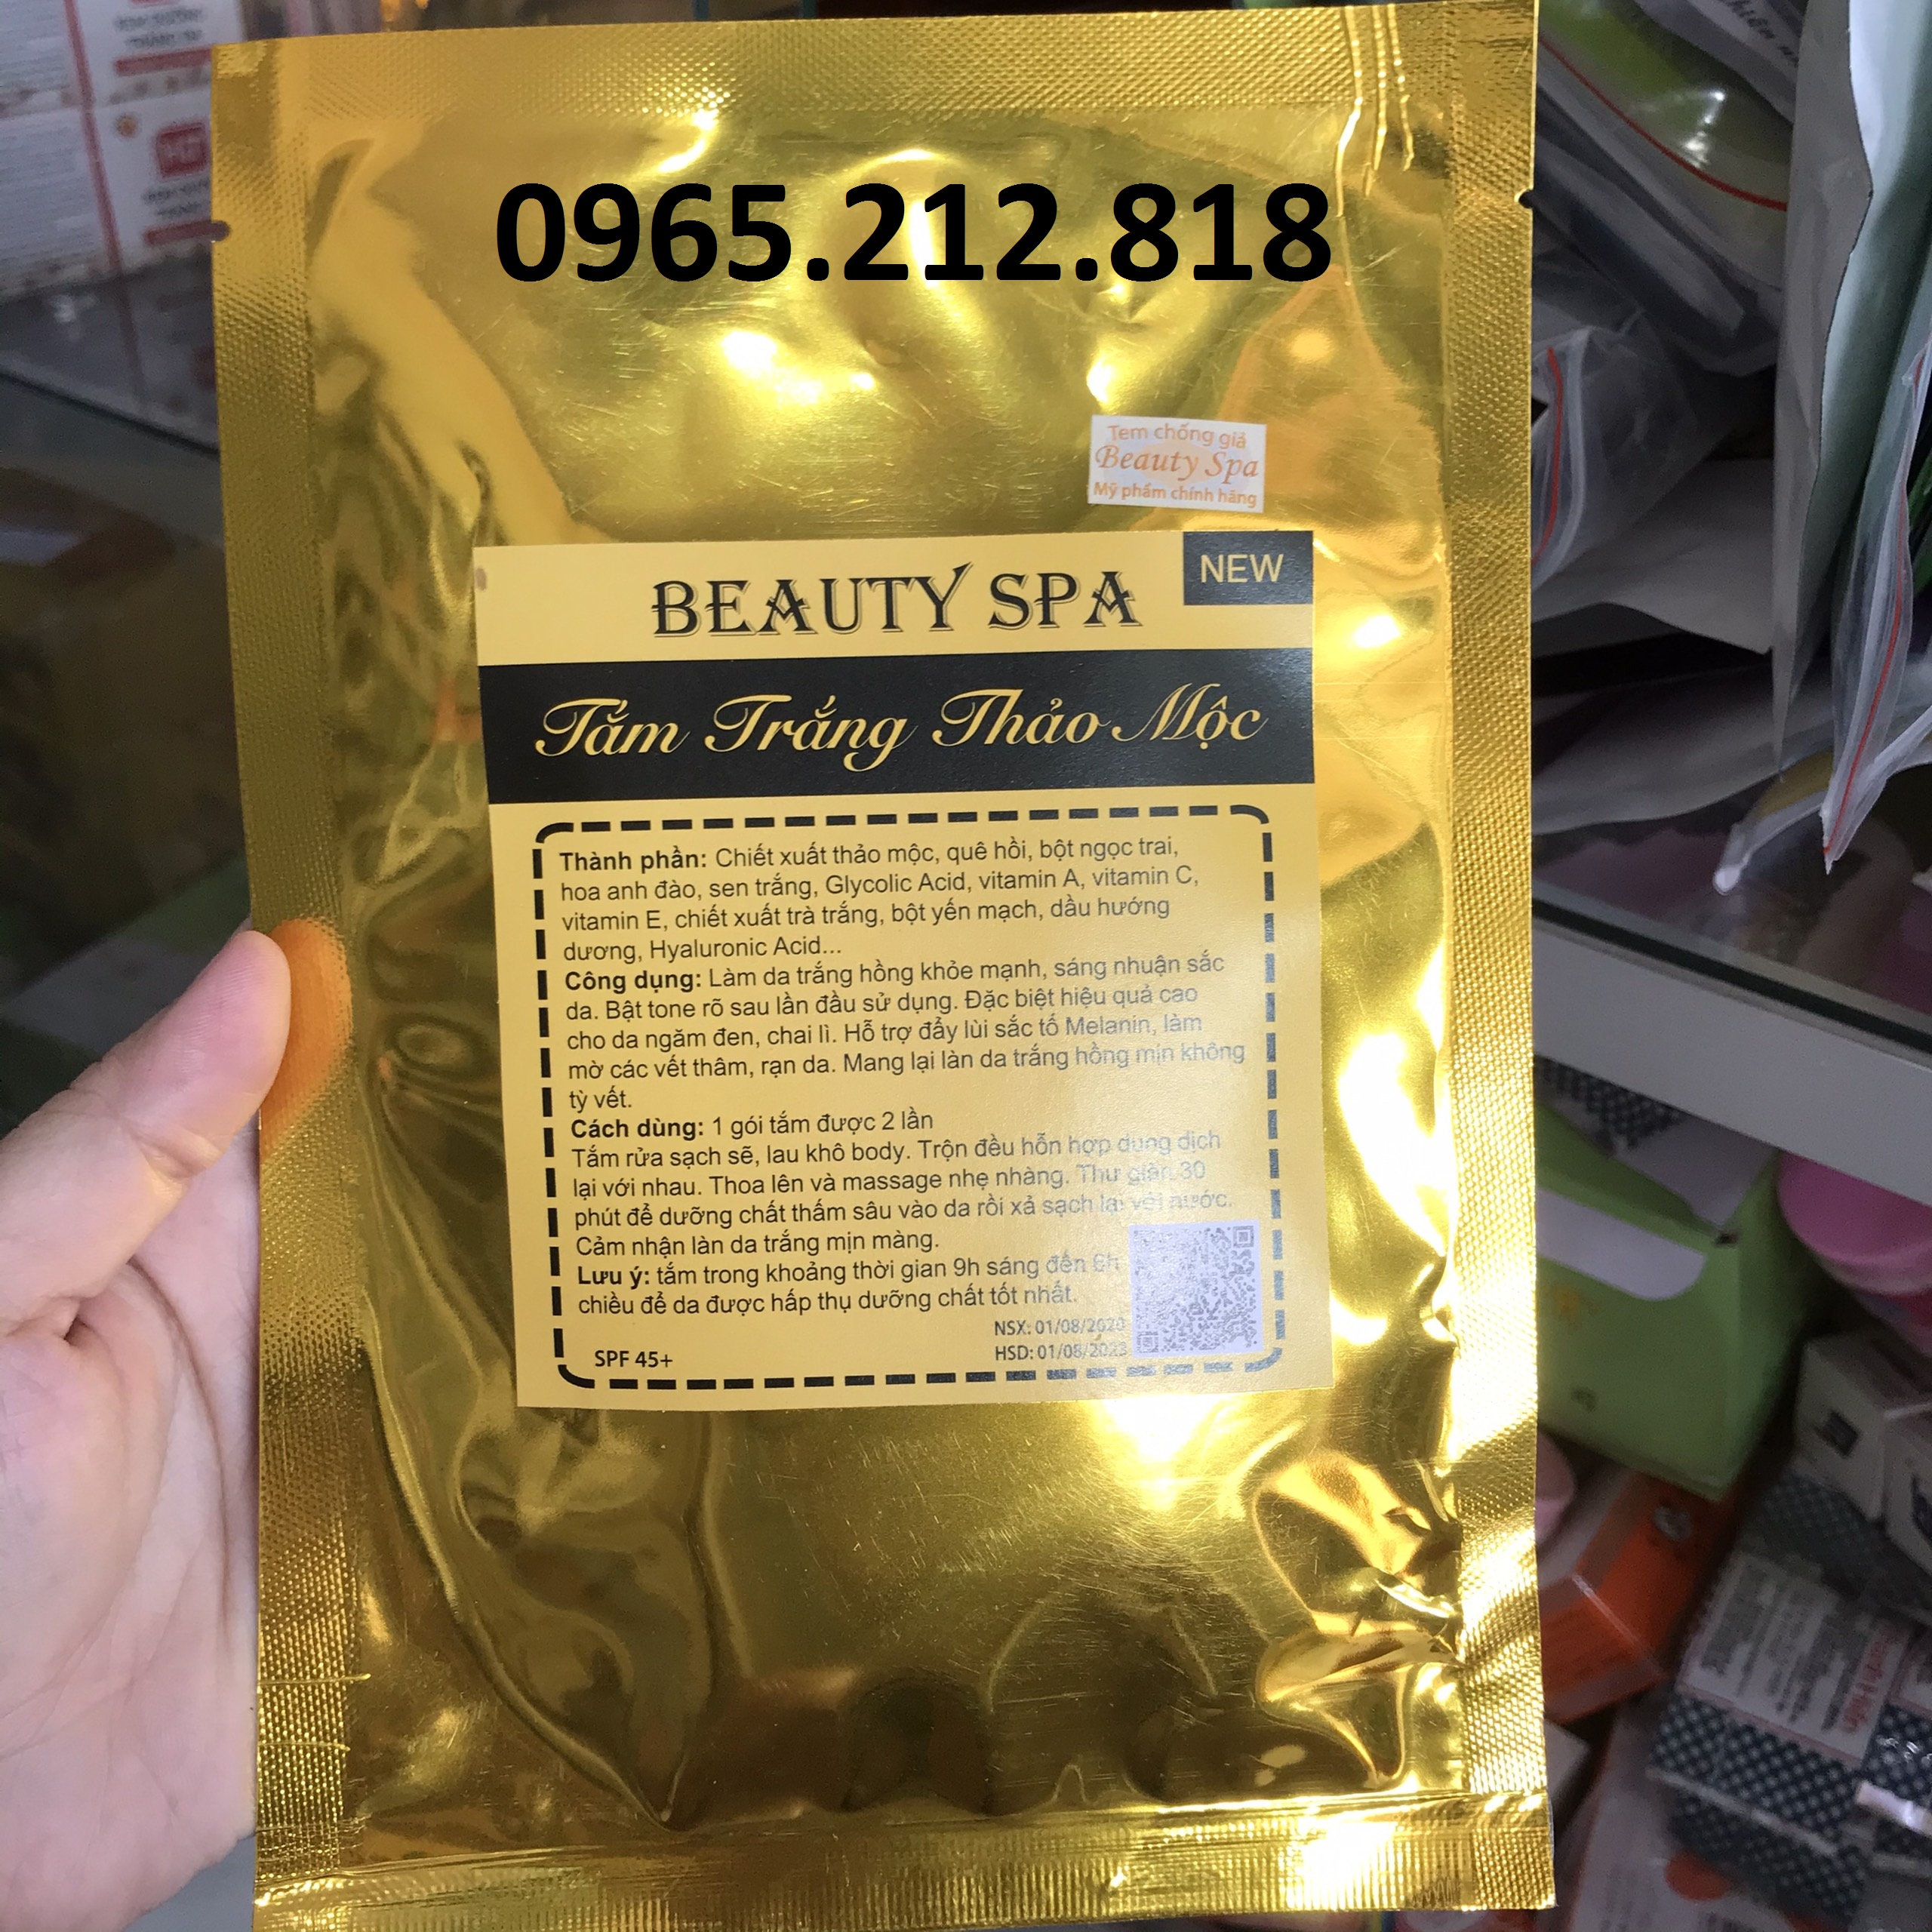 0965.212.818
Tem chống giả
Beauty Spa
Mỹ phẩm chính hãng
NEW
BEAUTY SPA
Tắm Trắng Thảo Mộc
Thành phần: Chiết xuất thảo mộc, quê hồi, bột ngọc trai,
hoa anh đào, sen trắng, Glycolic Acid, vitamin A, vitamin C,
vitamin E, chiết xuất trà trắng, bột yến mạch, dầu hướng
dương, Hyaluronic Acid...
Công dụng: Làm da trắng hồng khỏe mạnh, sáng nhuận sắc
da. Bật tone rõ sau lần đầu sử dụng. Đặc biệt hiệu quả cao
cho da ngăm đen, chai lì. Hỗ trợ đẩy lùi sắc tố Melanin, làm
mờ các vết thâm, rạn da. Mang lại làn da trắng hồng mịn không
tỳ vết.
Cách dùng: 1 gói tắm được 2 lần
Tắm rửa sạch sẽ, lau khô body. Trộn đều hỗn hợp dung dịch
lại với nhau. Thoa lên và massage nhẹ nhàng. Thư giãn 30
phút để dưỡng chất thấm sâu vào da rồi xả sạch lại với nước.
Cảm nhận làn da trắng mịn màng.
Lưu ý: tắm trong khoảng thời gian 9h sáng đến
chiều để da được hấp thụ dưỡng chất tốt nhất.
NSX: 01/08/2020
HSD: 01/08/2023
SPF 45+